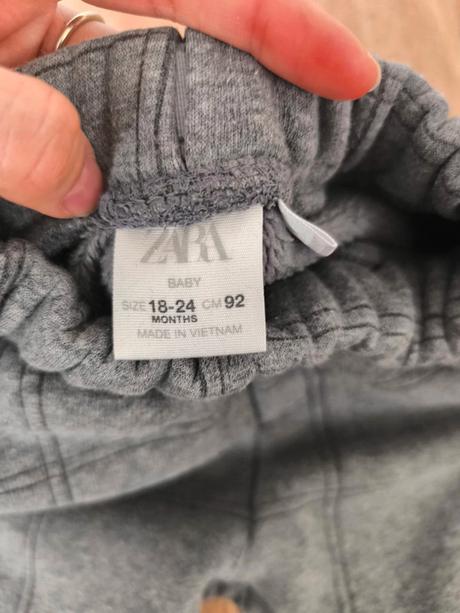 ZARA
BABY
SIZE 18-24 CM 92
MONTHS
MADE IN VIETNAM